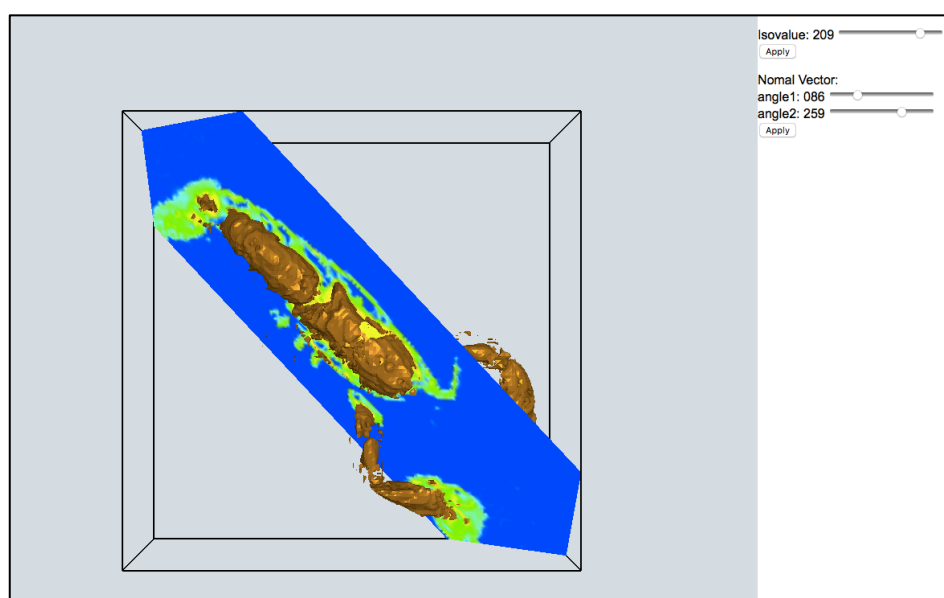 Isovalue: 209
Apply
Nomal Vector:
angle1: 086
angle2: 259
Apply